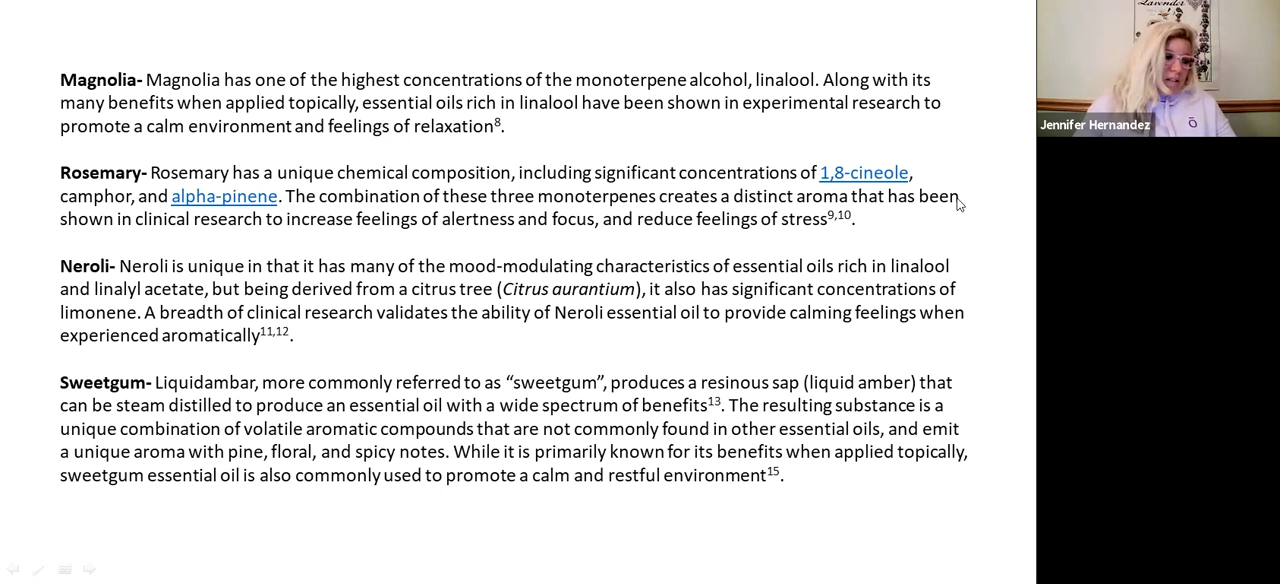 Lavender
Magnolia- Magnolia has one of the highest concentrations of the monoterpene alcohol, linalool. Along with its
many benefits when applied topically, essential oils rich in linalool have been shown in experimental research to
promote a calm environment and feelings of relaxation⁸.
Jennifer Hernandez
Rosemary- Rosemary has a unique chemical composition, including significant concentrations of 1,8-cineole,
camphor, and alpha-pinene. The combination of these three monoterpenes creates a distinct aroma that has been
shown in clinical research to increase feelings of alertness and focus, and reduce feelings of stress⁹,¹⁰.
Neroli- Neroli is unique in that it has many of the mood-modulating characteristics of essential oils rich in linalool
and linalyl acetate, but being derived from a citrus tree (Citrus aurantium), it also has significant concentrations of
limonene. A breadth of clinical research validates the ability of Neroli essential oil to provide calming feelings when
experienced aromatically¹¹,¹².
Sweetgum- Liquidambar, more commonly referred to as “sweetgum”, produces a resinous sap (liquid amber) that
can be steam distilled to produce an essential oil with a wide spectrum of benefits¹³. The resulting substance is a
unique combination of volatile aromatic compounds that are not commonly found in other essential oils, and emit
a unique aroma with pine, floral, and spicy notes. While it is primarily known for its benefits when applied topically,
sweetgum essential oil is also commonly used to promote a calm and restful environment¹⁵.